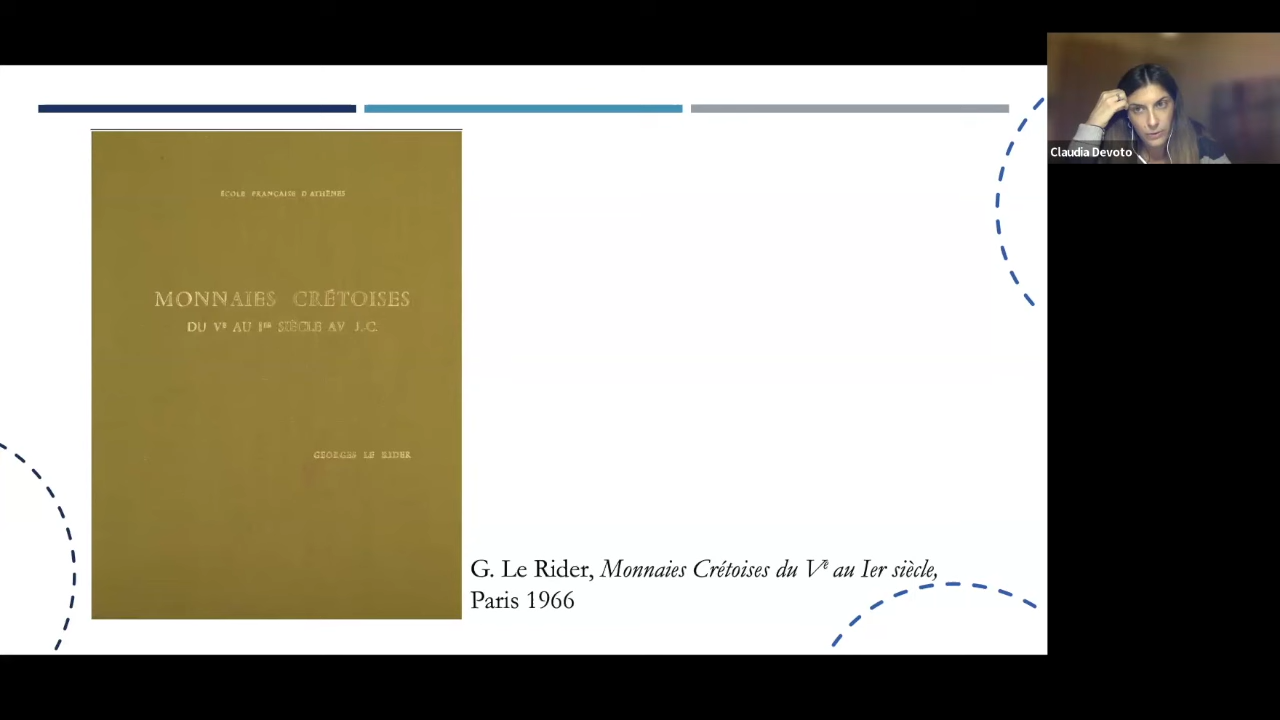 ÉCOLE FRANÇAISE D'ATHÈNES
MONNAIES CRÉTOISES
DU Vᴱ AU Iᴱᴿ SIÈCLE AV J.-C.
GEORGES LE RIDER
G. Le Rider, Monnaies Crétoises du Vᵉ au Ier siècle,
Paris 1966
Claudia Devoto